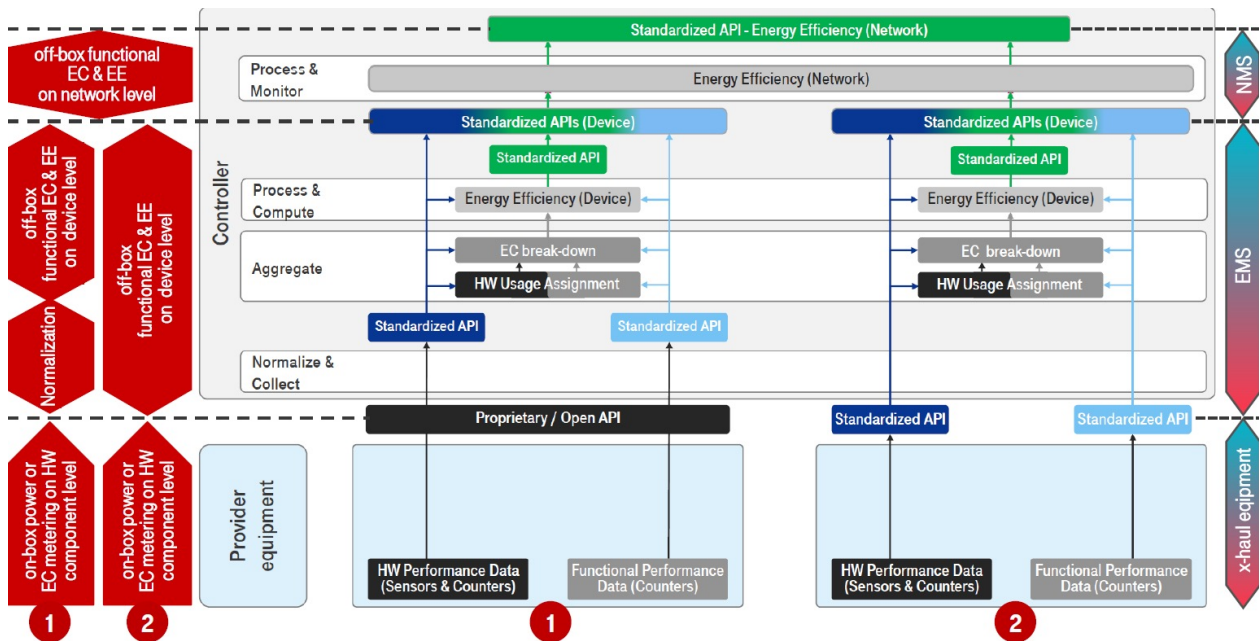 Standardized API - Energy Efficiency (Network)
off-box functional
EC & EE
on network level
Process &
Monitor
Energy Efficiency (Network)
NMS
Standardized APIs (Device)
Standardized APIs (Device)
Controller
Standardized API
Standardized API
off-box
functional EC & EE
on device level
off-box
functional EC & EE
on device level
Process &
Compute
Energy Efficiency (Device)
Energy Efficiency (Device)
Aggregate
EC break-down
EC break-down
HW Usage Assignment
HW Usage Assignment
EMS
Normalization
Standardized API
Standardized API
Normalize &
Collect
Proprietary / Open API
Standardized API
Standardized API
on-box power or
EC metering on HW
component level
on-box power or
EC metering on HW
component level
Provider
equipment
x-haul eqipment
HW Performance Data
(Sensors & Counters)
Functional Performance
Data (Counters)
HW Performance Data
(Sensors & Counters)
Functional Performance
Data (Counters)
1
2
1
2